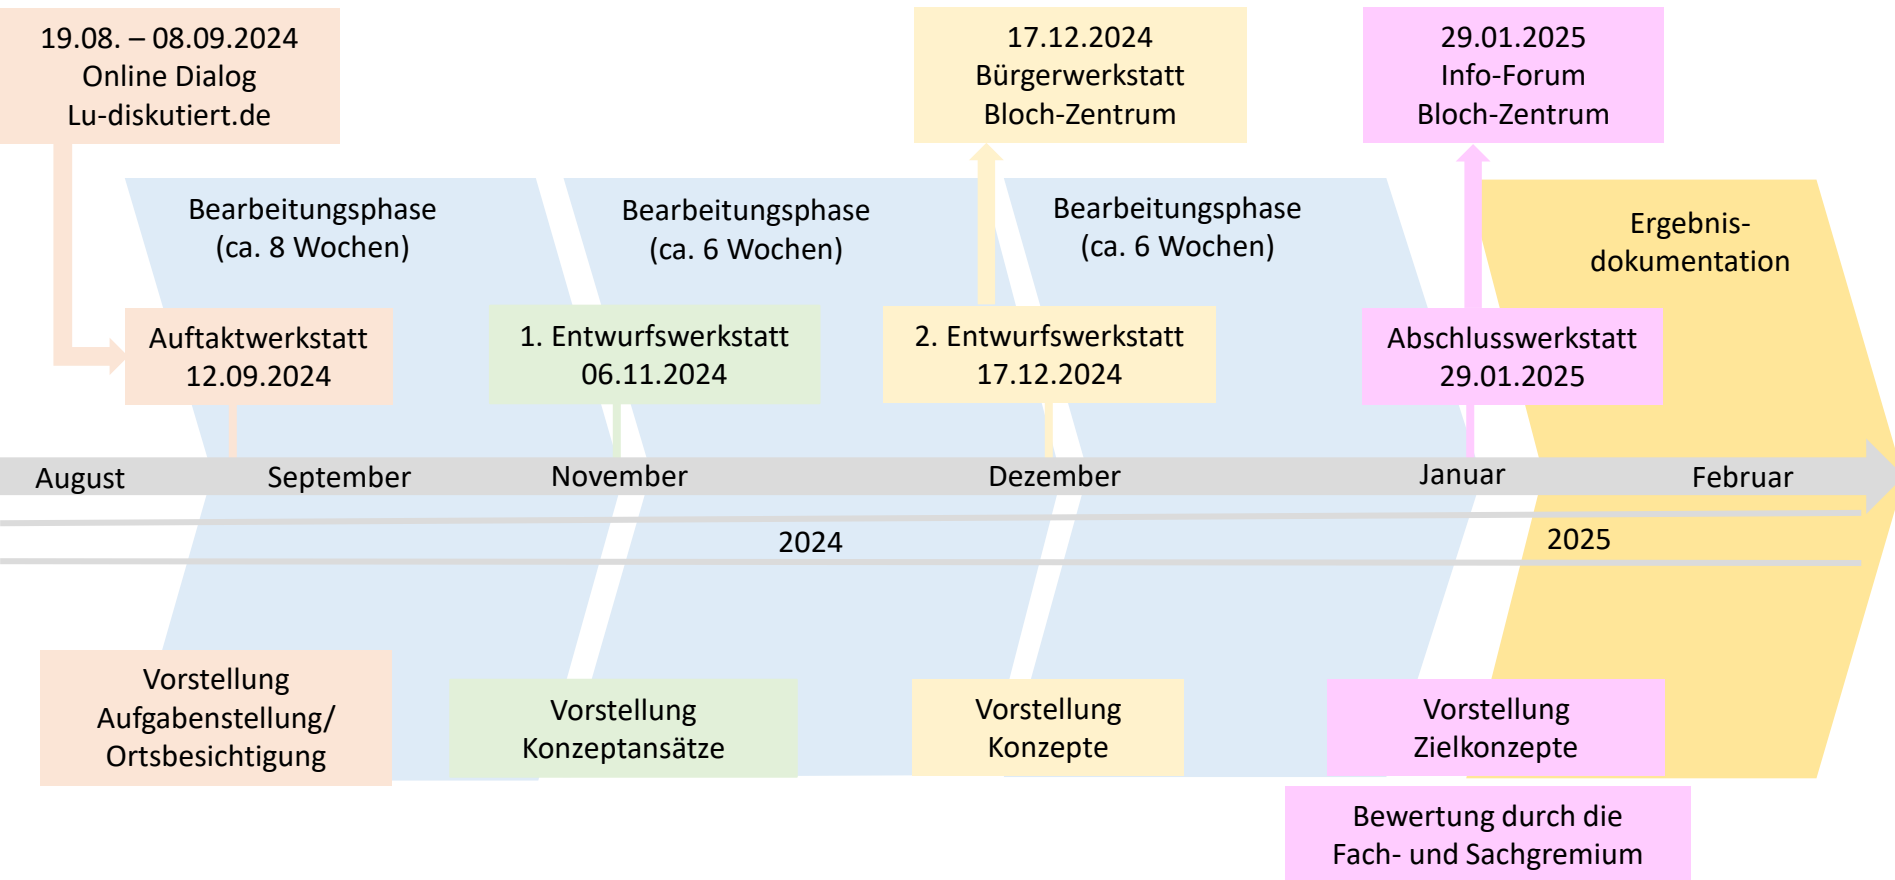 19.08. – 08.09.2024
Online Dialog
Lu-diskutiert.de
17.12.2024
Bürgerwerkstatt
Bloch-Zentrum
29.01.2025
Info-Forum
Bloch-Zentrum
Bearbeitungsphase
(ca. 8 Wochen)
Bearbeitungsphase
(ca. 6 Wochen)
Bearbeitungsphase
(ca. 6 Wochen)
Ergebnis-
dokumentation
Auftaktwerkstatt
12.09.2024
1. Entwurfswerkstatt
06.11.2024
2. Entwurfswerkstatt
17.12.2024
Abschlusswerkstatt
29.01.2025
August
September
November
Dezember
Januar
Februar
2024
2025
Vorstellung
Aufgabenstellung/
Ortsbesichtigung
Vorstellung
Konzeptansätze
Vorstellung
Konzepte
Vorstellung
Zielkonzepte
Bewertung durch die
Fach- und Sachgremium